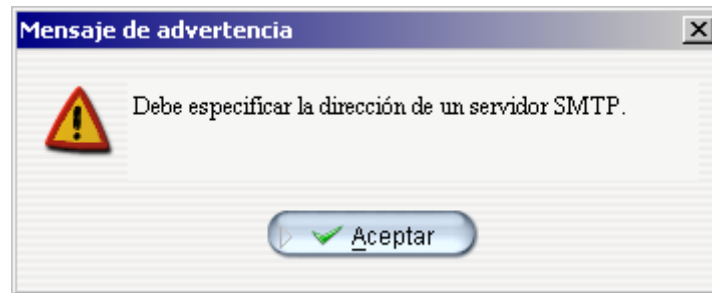 Mensaje de advertencia
Debe especificar la dirección de un servidor SMTP.
Aceptar